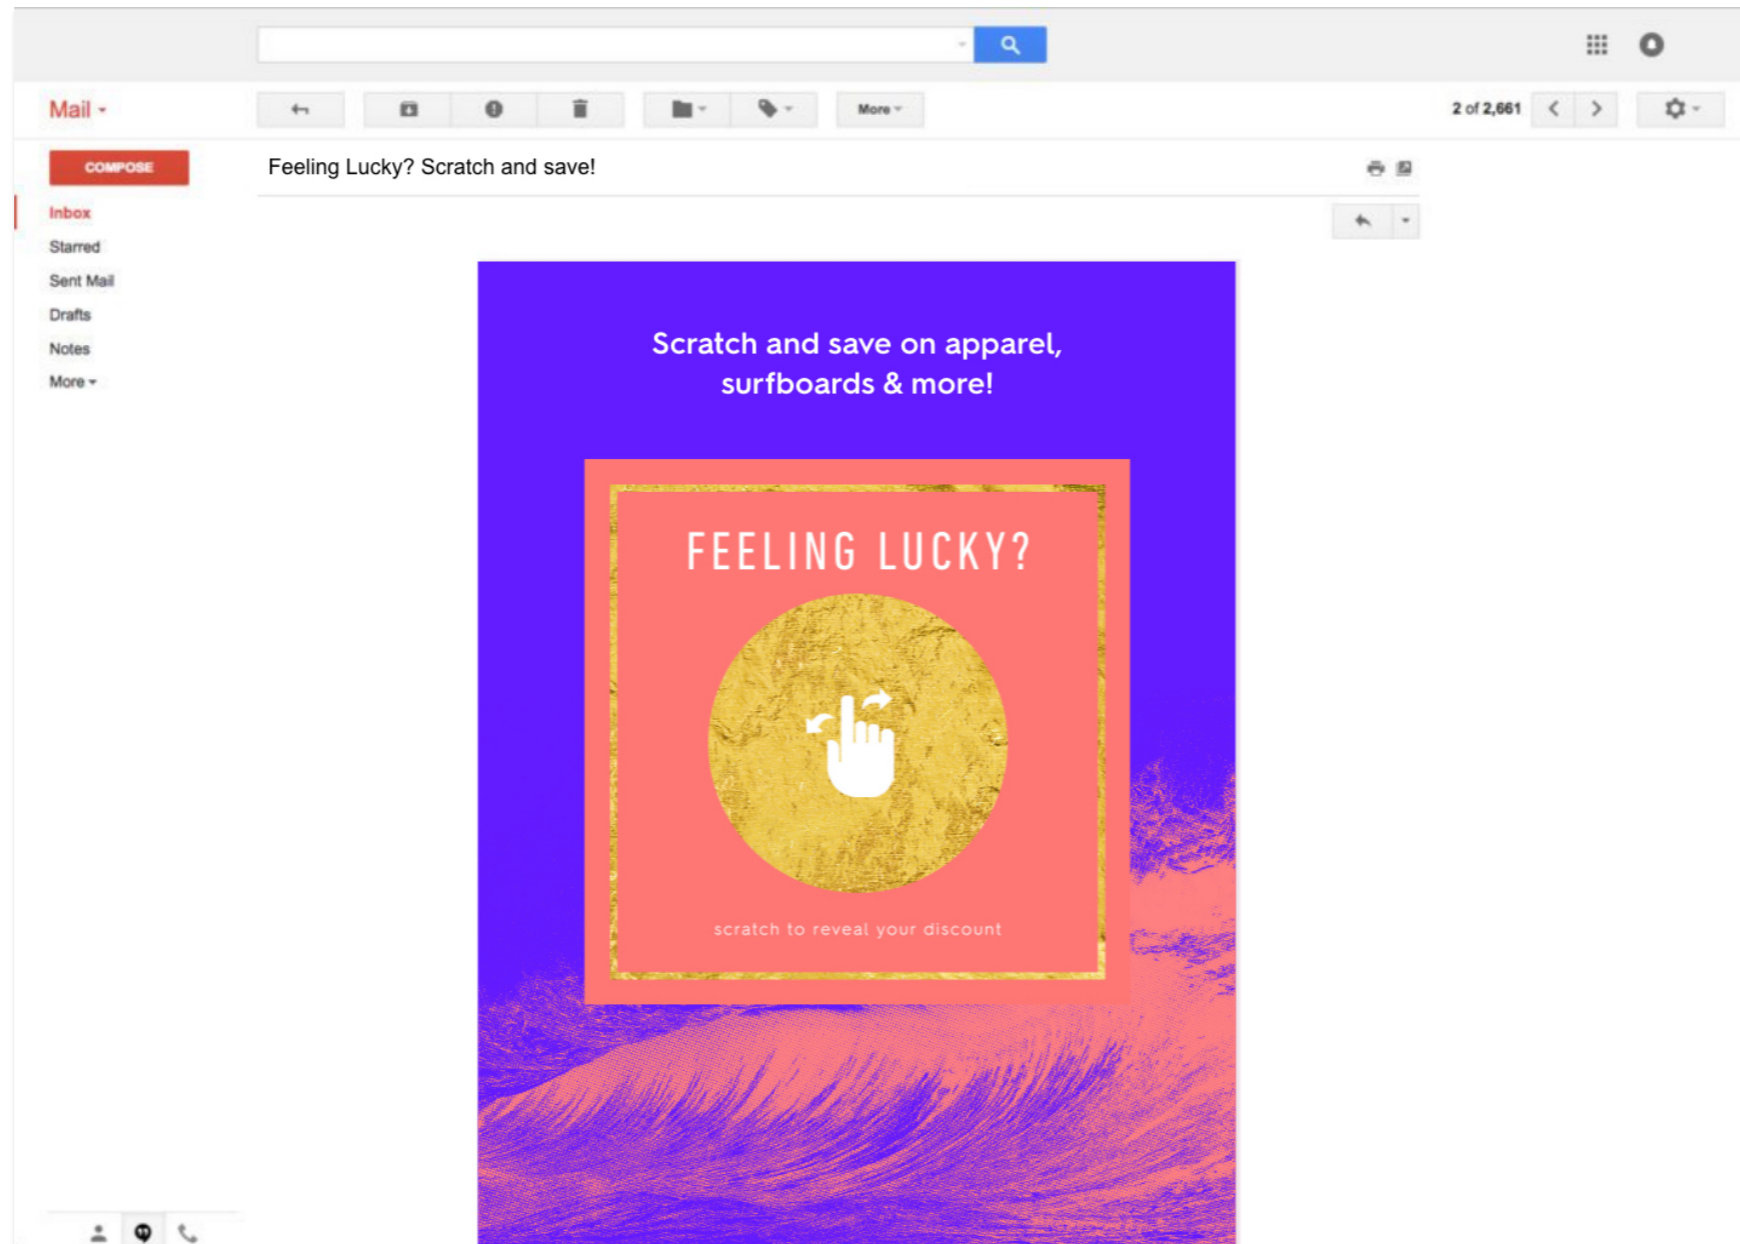 Mail
More
2 of 2,661
COMPOSE
Feeling Lucky? Scratch and save!
Inbox
Starred
Sent Mail
Drafts
Notes
More
Scratch and save on apparel,
surfboards & more!
FEELING LUCKY?
scratch to reveal your discount